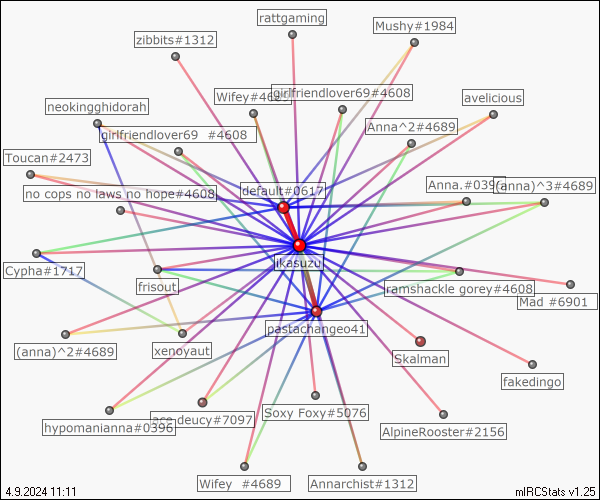 rattgaming
Mushy#1984
zibbits#1312
Wifey#4689
girlfriendlover69#4608
avelicious
neokingghidorah
girlfriendlover69 #4608
Anna^2#4689
Toucan#2473
default#0617
Anna.#039
(anna)^3#4689
no cops no laws no nope#4608
jikasuzu
Cypha#1717
frisout
ramshackle gorey#4608
Mad #6901
pastachangeo41
(anna)^2#4689
xenoyaut
Skalman
fakedingo
hypomanianna#0396
ace deucy#7097
Soxy Foxy#5076
AlpineRooster#2156
Wifey #4689
Annarchist#1312
4.9.2024 11:11
mIRCStats v1.25